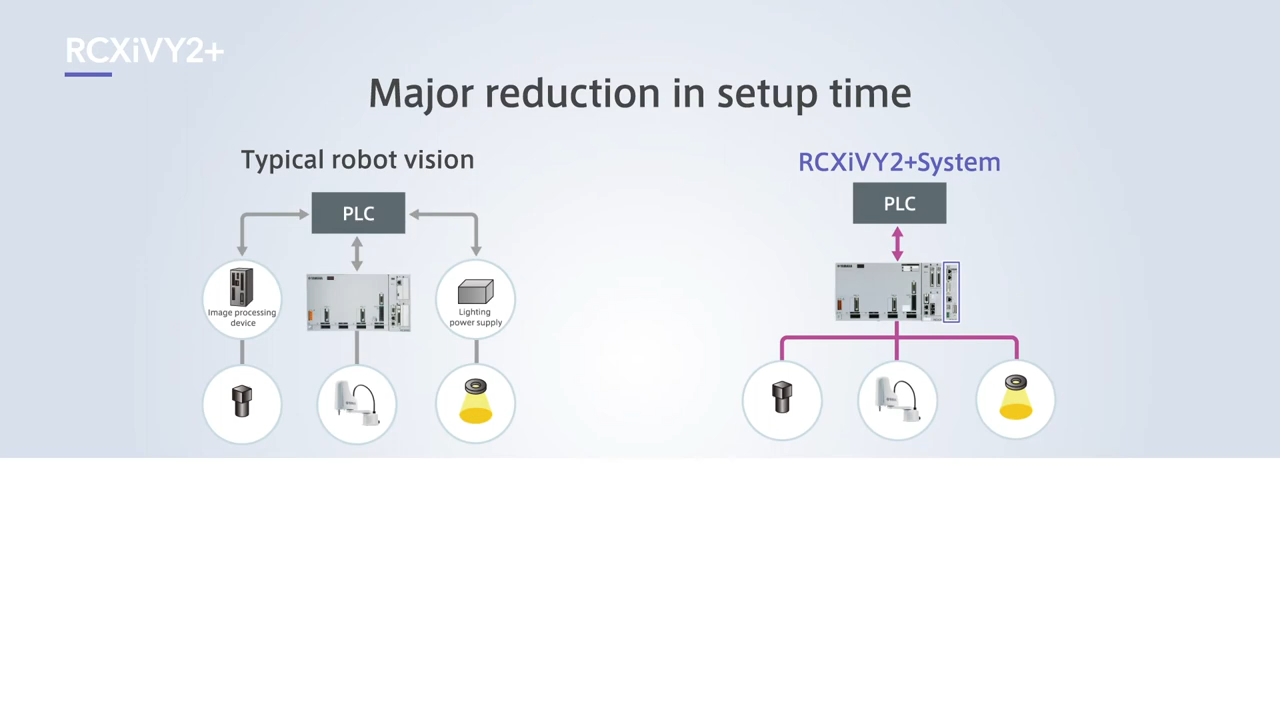 RCXiVY2+
Major reduction in setup time
Typical robot vision
RCXiVY2+System
PLC
PLC
Image processing
device
Lighting
power supply